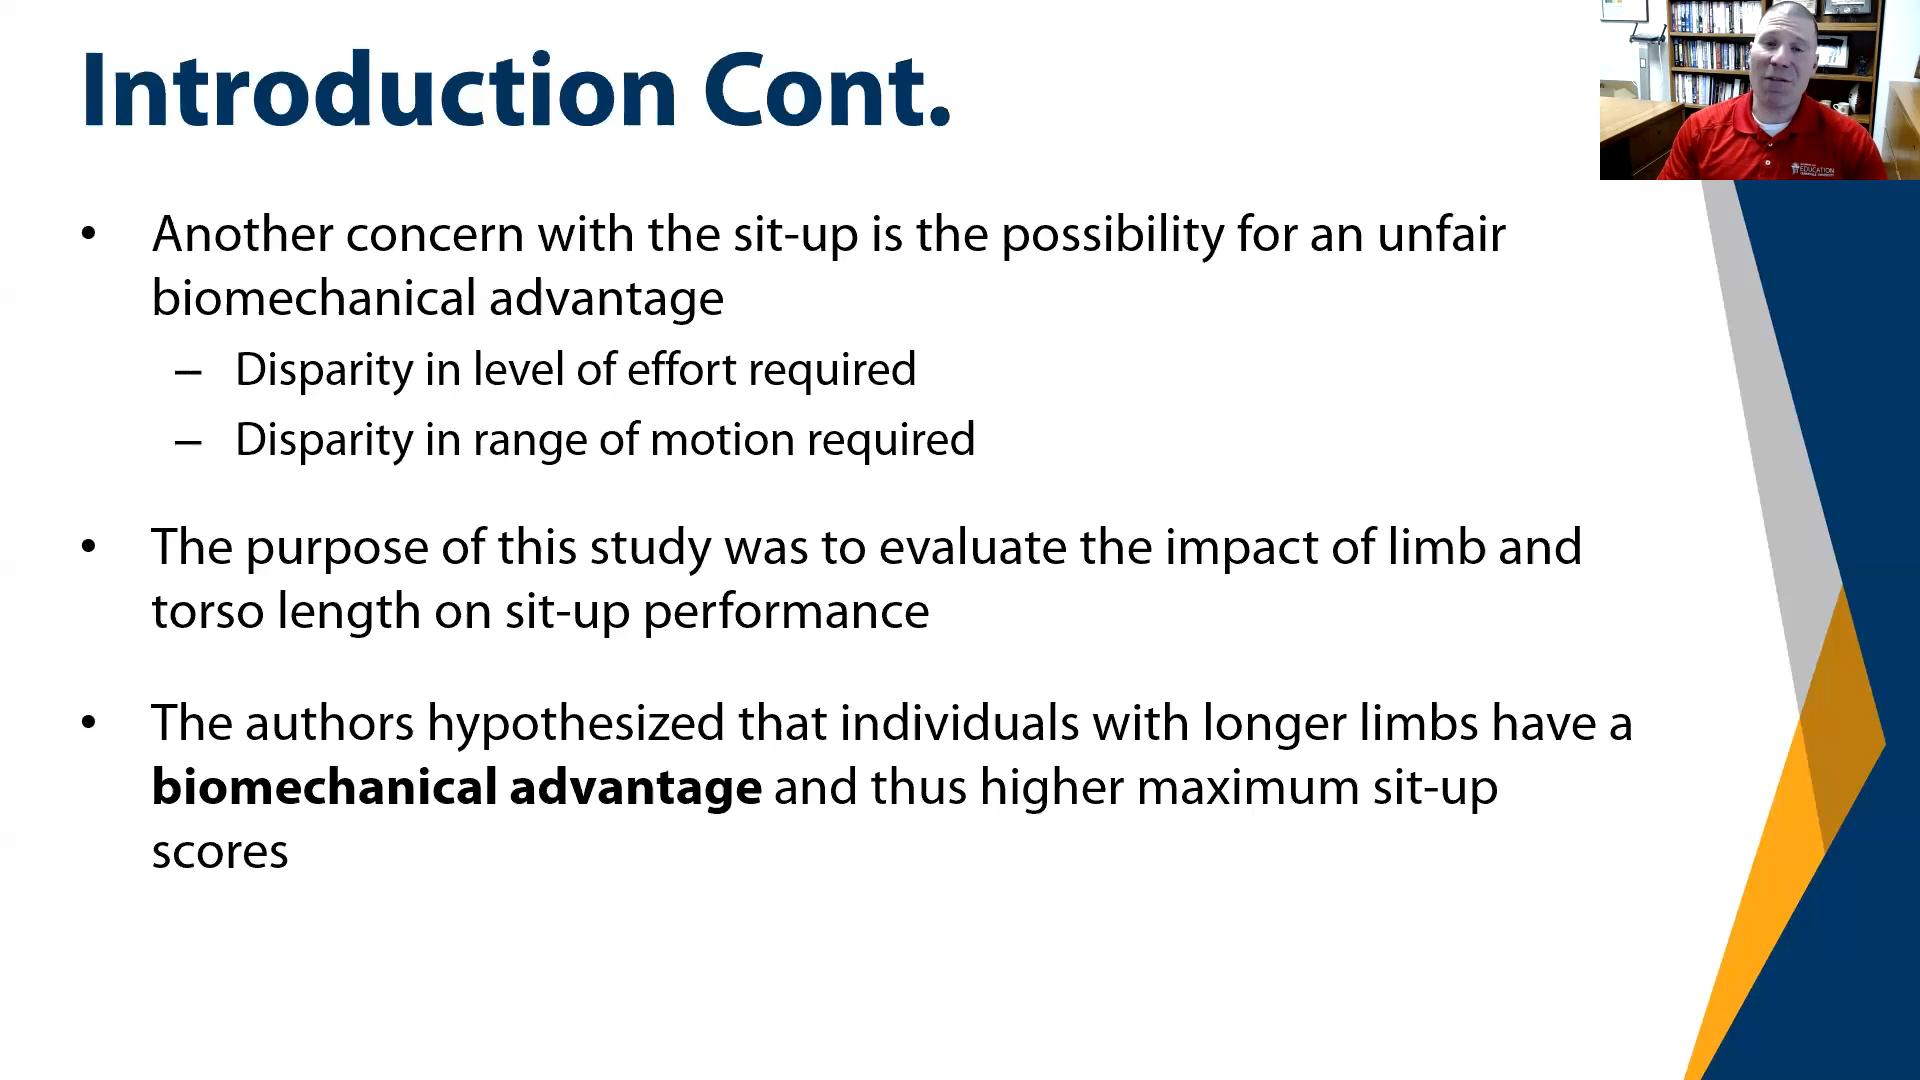 Introduction Cont.
• Another concern with the sit-up is the possibility for an unfair
biomechanical advantage
– Disparity in level of effort required
– Disparity in range of motion required
• The purpose of this study was to evaluate the impact of limb and
torso length on sit-up performance
• The authors hypothesized that individuals with longer limbs have a
biomechanical advantage and thus higher maximum sit-up
scores
EDUCATION